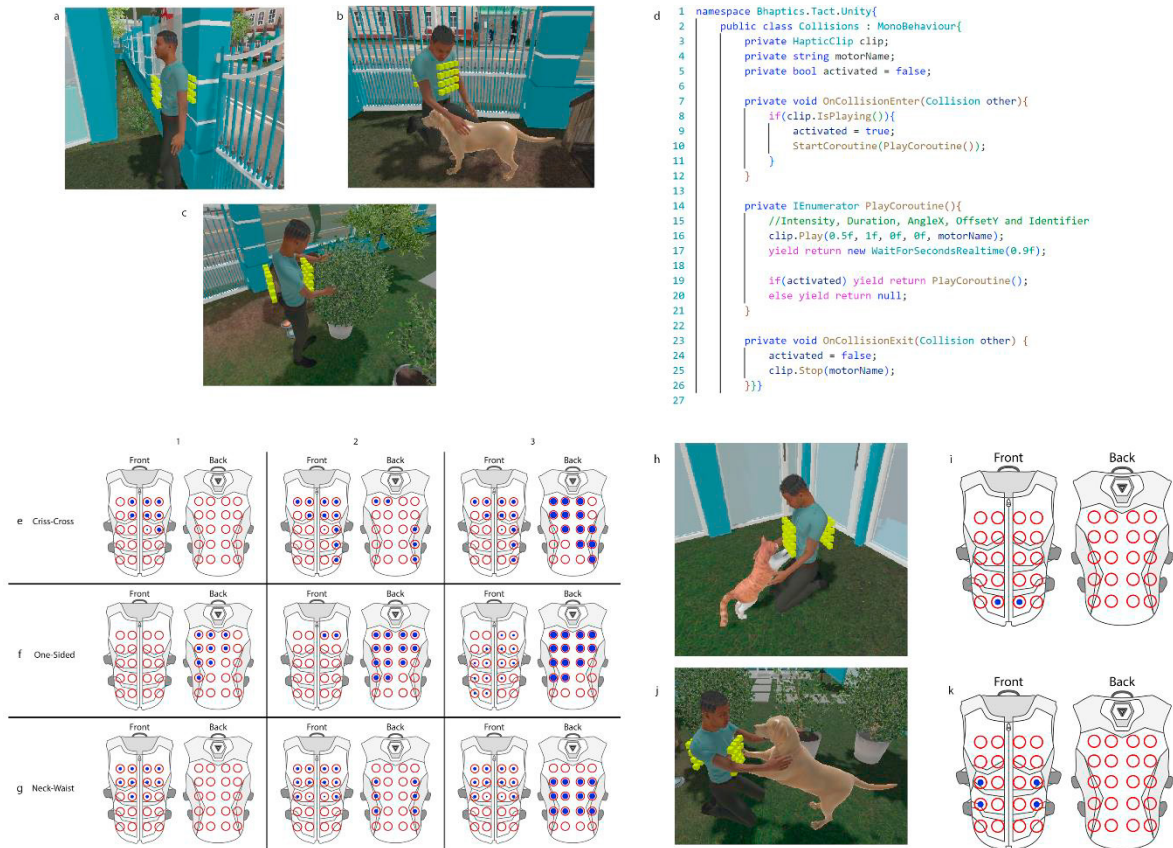 a
b
c
d
1 namespace Bhaptics.Tact.Unity{
2 public class Collisions : MonoBehaviour{
3 private HapticClip clip;
4 private string motorName;
5 private bool activated = false;
6
7 private void OnCollisionEnter(Collision other){
8 if(clip.IsPlaying()){
9 activated = true;
10 StartCoroutine(PlayCoroutine());
11 }
12 }
13
14 private IEnumerator PlayCoroutine(){
15 //Intensity, Duration, AngleX, OffsetY and Identifier
16 clip.Play(0.5f, 1f, 0f, 0f, motorName);
17 yield return new WaitForSecondsRealtime(0.9f);
18
19 if(activated) yield return PlayCoroutine();
20 else yield return null;
21 }
22
23 private void OnCollisionExit(Collision other) {
24 activated = false;
25 clip.Stop(motorName);
26 }}}
27
1 2 3
Front Back Front Back Front Back
e Criss-Cross
Front Back Front Back Front Back
f One-Sided
Front Back Front Back Front Back
g Neck-Waist
h
i
Front Back
j
k
Front Back